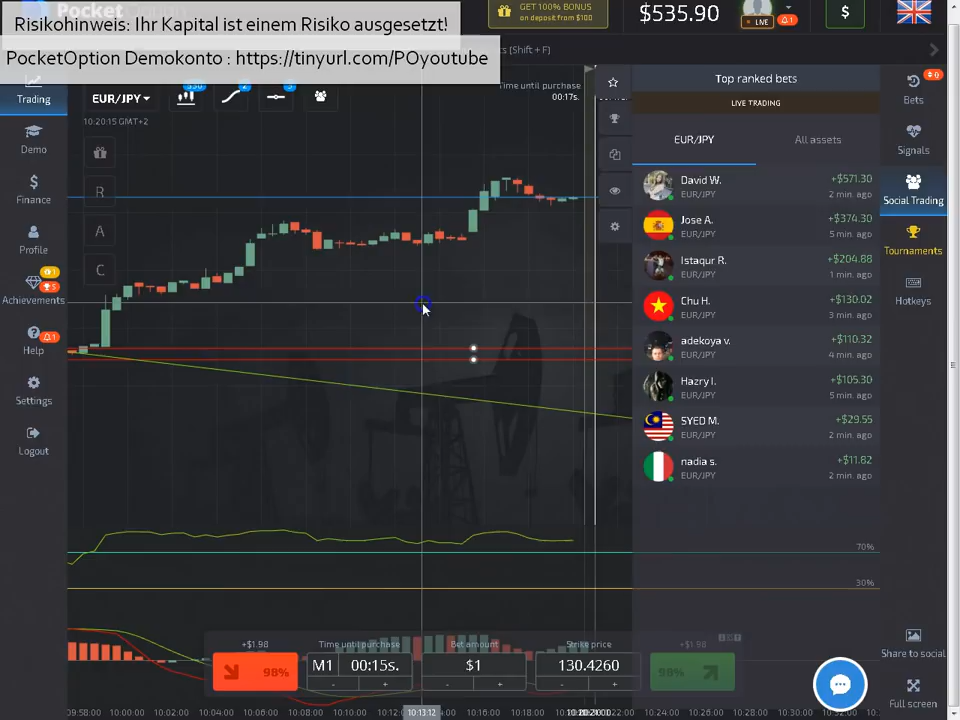 Risikohinweis: Ihr Kapital ist einem Risiko ausgesetzt!
PocketOption Demokonto : https://tinyurl.com/POyoutube
GET 100% BONUS
on deposit from $100
$535.90
LIVE
1
$
ts (Shift + F)
Trading
Demo
Finance
Profile
Achievements
Help
Settings
Logout
EUR/JPY
10:20:15 GMT+2
Time until purchase
00:17s.
R
A
C
Top ranked bets
LIVE TRADING
EUR/JPY
All assets
David W. +$571.30
EUR/JPY 2 min. ago
Jose A. +$374.30
EUR/JPY 5 min. ago
Istaqur R. +$204.88
EUR/JPY 1 min. ago
Chu H. +$130.02
EUR/JPY 3 min. ago
adekoya v. +$110.32
EUR/JPY 4 min. ago
Hazry I. +$105.30
EUR/JPY 5 min. ago
SYED M. +$29.55
EUR/JPY 2 min. ago
nadia s. +$11.82
EUR/JPY 2 min. ago
Bets
Signals
Social Trading
Tournaments
Hotkeys
Share to social
Full screen
70%
30%
+$1.98
98%
Time until purchase
M1 00:15s.
- +
Bet amount
$1
- +
Strike price
130.4260
- +
+$1.98
98%
09:58:00 10:00:00 10:02:00 10:04:00 10:06:00 10:08:00 10:10:00 10:13:12 10:14:00 10:16:00 10:18:00 10:22:00 10:24:00 10:26:00 10:28:00 10:30:00